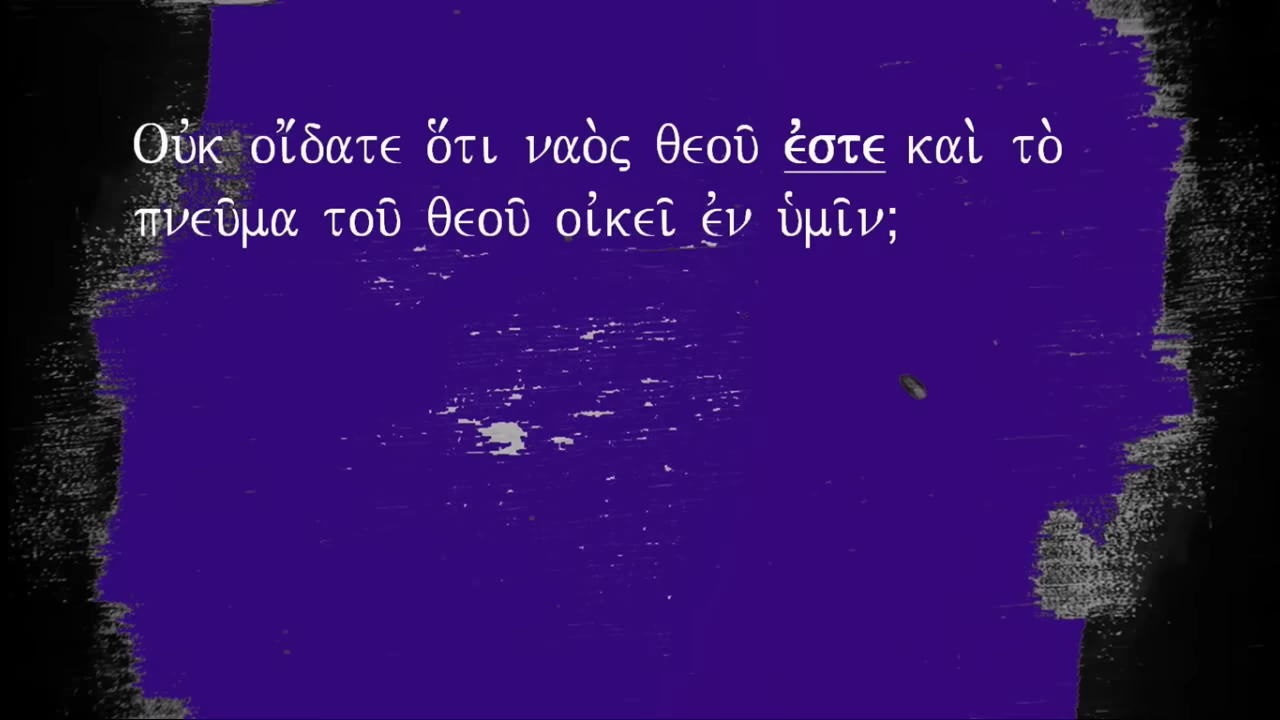 Οὐκ οἴδατε ὅτι ναὸς θεοῦ ἐστε καὶ τὸ
πνεῦμα τοῦ θεοῦ οἰκεῖ ἐν ὑμῖν;